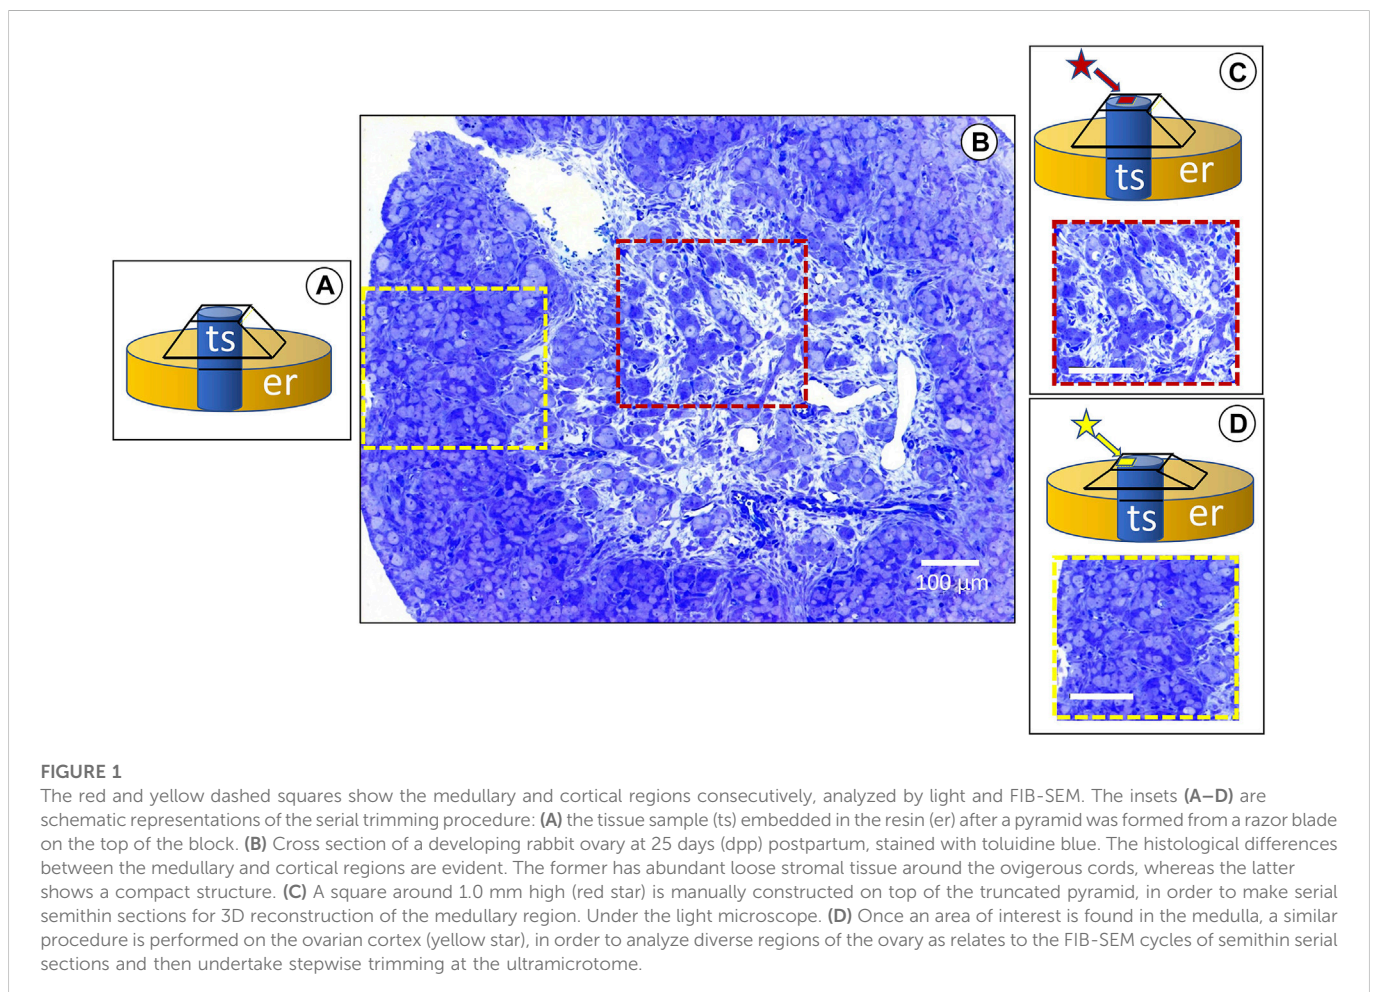 A
ts
er
B
100 μm
C
ts
er
D
ts
er
FIGURE 1
The red and yellow dashed squares show the medullary and cortical regions consecutively, analyzed by light and FIB-SEM. The insets (A–D) are
schematic representations of the serial trimming procedure: (A) the tissue sample (ts) embedded in the resin (er) after a pyramid was formed from a razor blade
on the top of the block. (B) Cross section of a developing rabbit ovary at 25 days (dpp) postpartum, stained with toluidine blue. The histological differences
between the medullary and cortical regions are evident. The former has abundant loose stromal tissue around the ovigerous cords, whereas the latter
shows a compact structure. (C) A square around 1.0 mm high (red star) is manually constructed on top of the truncated pyramid, in order to make serial
semithin sections for 3D reconstruction of the medullary region. Under the light microscope. (D) Once an area of interest is found in the medulla, a similar
procedure is performed on the ovarian cortex (yellow star), in order to analyze diverse regions of the ovary as relates to the FIB-SEM cycles of semithin serial
sections and then undertake stepwise trimming at the ultramicrotome.